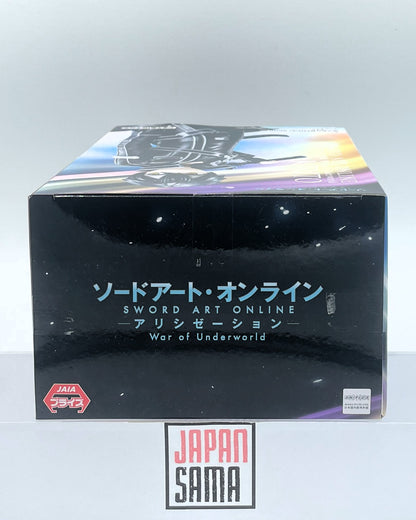 ソードアート・オンライン
SWORD ART ONLINE
―アリシゼーション―
War of Underworld
JAIA
プライズ
JAPAN
SAMA